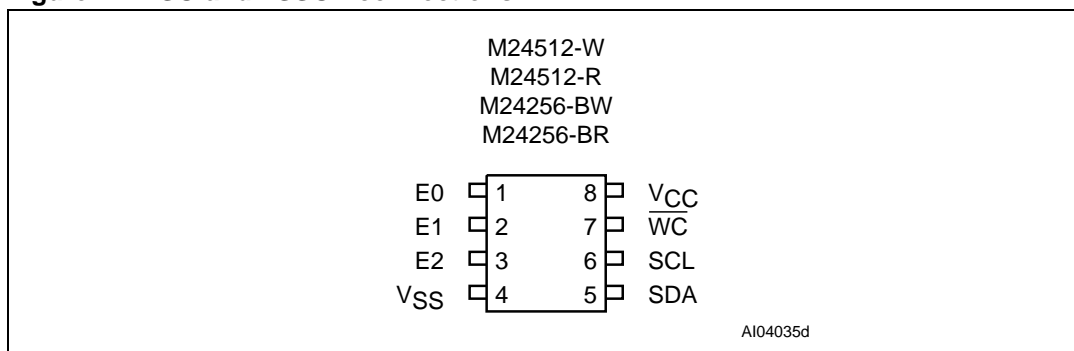 M24512-W
M24512-R
M24256-BW
M24256-BR
E0 1 8 VCC
E1 2 7 WC
E2 3 6 SCL
VSS 4 5 SDA
AI04035d